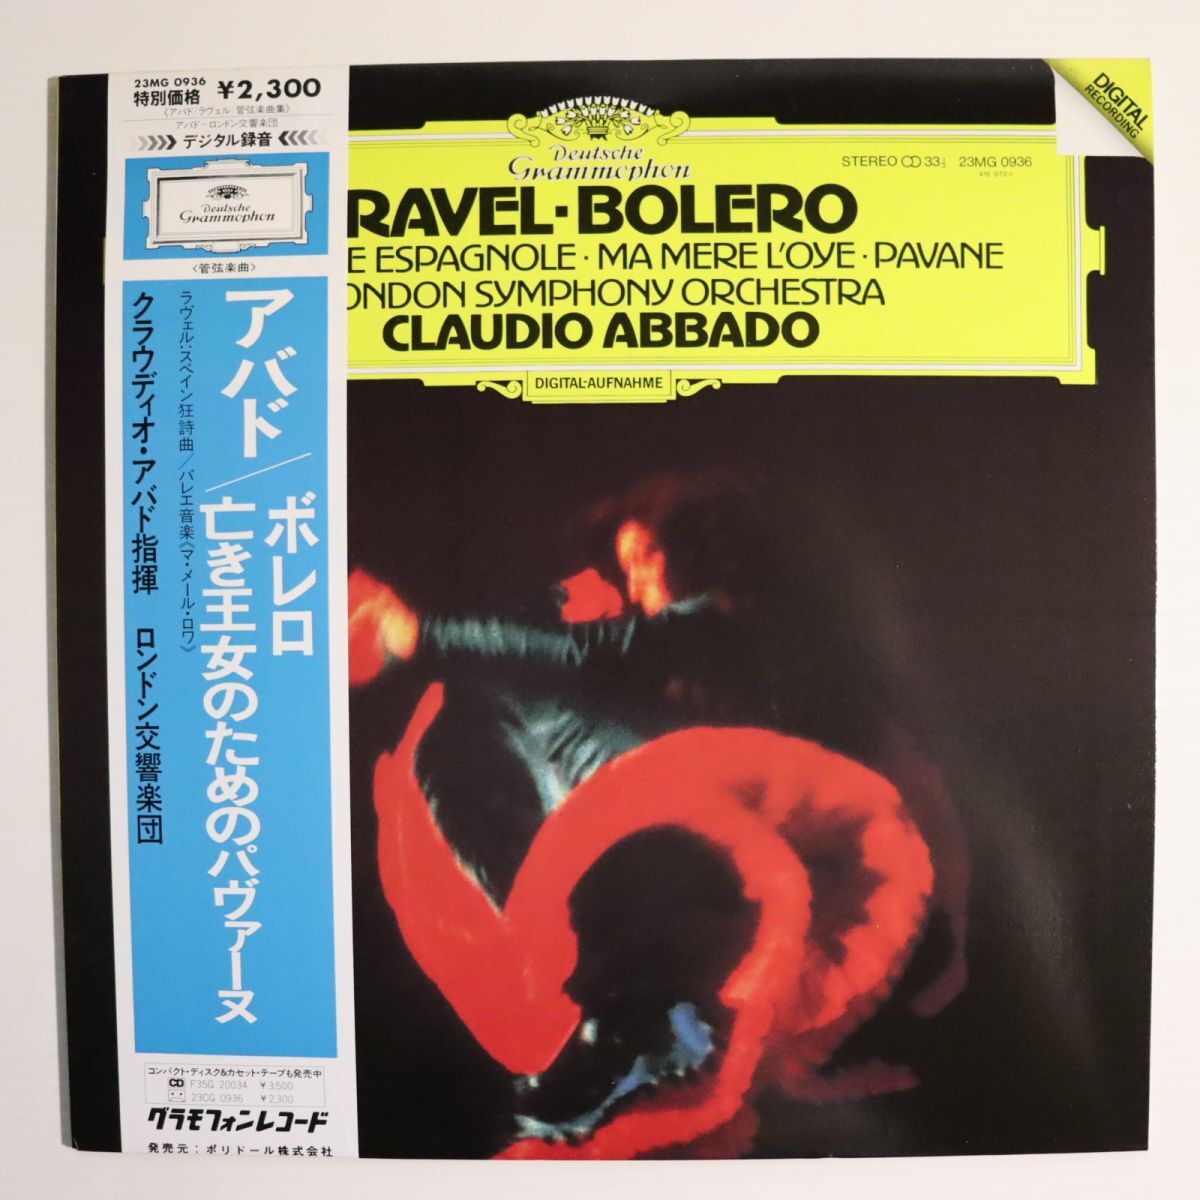 23MG 0936
特別価格 ¥2,300
《アバド/ラヴェル:管弦楽曲集》
アバド─ロンドン交響楽団
デジタル録音
Deutsche
Grammophon
〈管弦楽曲〉
アバド/ボレロ
亡き王女のためのパヴァーヌ
ラヴェル:スペイン狂詩曲/バレエ音楽《マ・メール・ロワ》
クラウディオ・アバド指揮 ロンドン交響楽団
コンパクト・ディスク&カセット・テープも発売中
CD F35G 20034 ¥3,500
23CG 0936 ¥2,300
グラモフォンレコード
発売元:ポリドール株式会社
DIGITAL
RECORDING
Deutsche
Grammophon
STEREO 33⅓ 23MG 0936
415 972-1
RAVEL·BOLERO
E ESPAGNOLE · MA MERE L'OYE · PAVANE
ONDON SYMPHONY ORCHESTRA
CLAUDIO ABBADO
DIGITAL-AUFNAHME